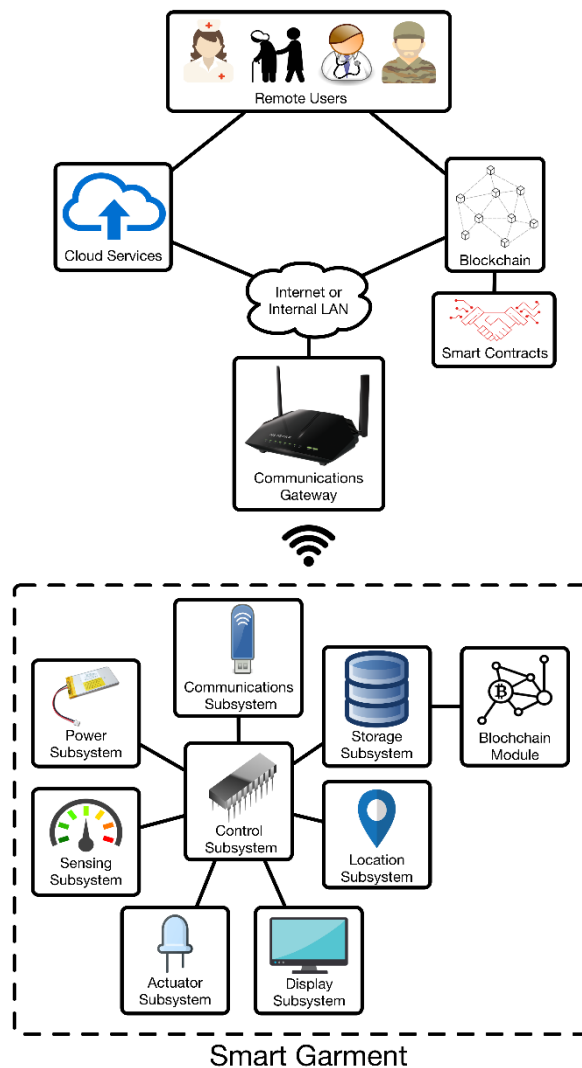 Remote Users
Cloud Services
Blockchain
Internet or
Internal LAN
Smart Contracts
Communications
Gateway
Communications
Subsystem
Power
Subsystem
Storage
Subsystem
Blochchain
Module
Control
Subsystem
Sensing
Subsystem
Location
Subsystem
Actuator
Subsystem
Display
Subsystem
Smart Garment